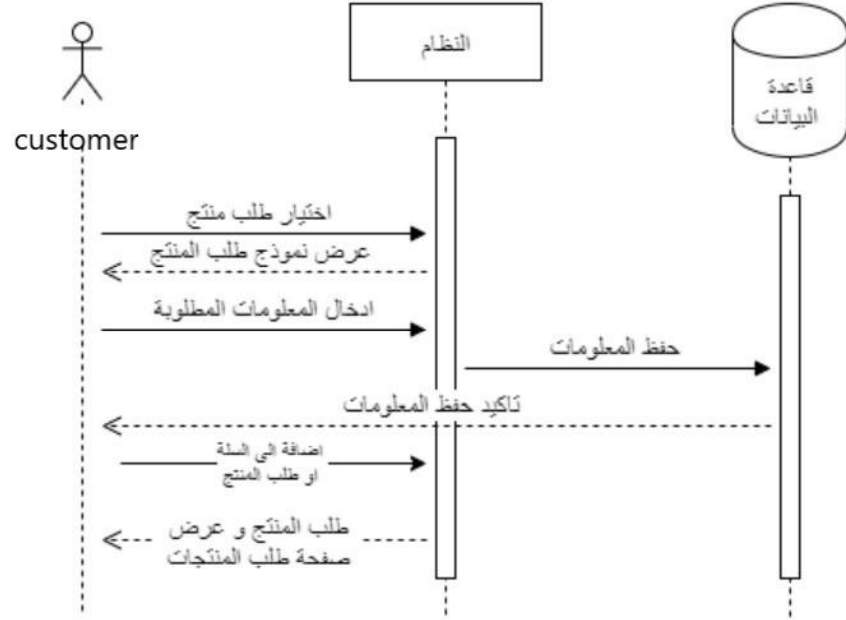 النظام
قاعدة
البيانات
customer
اختيار طلب منتج
عرض نموذج طلب المنتج
ادخال المعلومات المطلوبة
حفظ المعلومات
تاكيد حفظ المعلومات
اضافة الى السلة
او طلب المنتج
طلب المنتج و عرض
صفحة طلب المنتجات